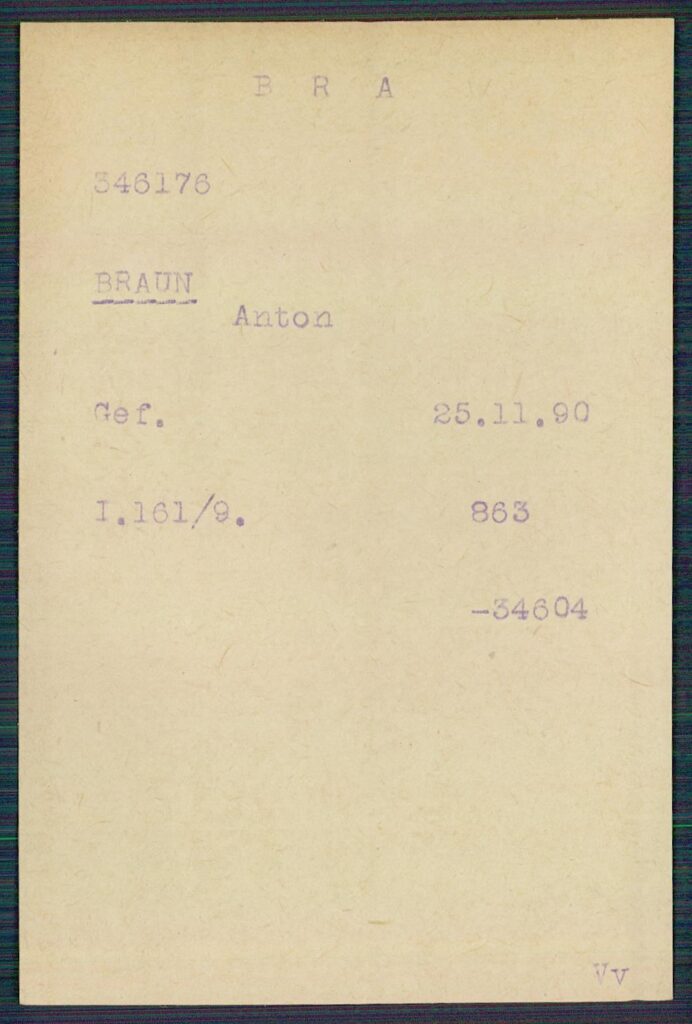 B R A
346176
BRAUN
Anton
Gef. 25.11.90
I.161/9. 863
-34604
Vv